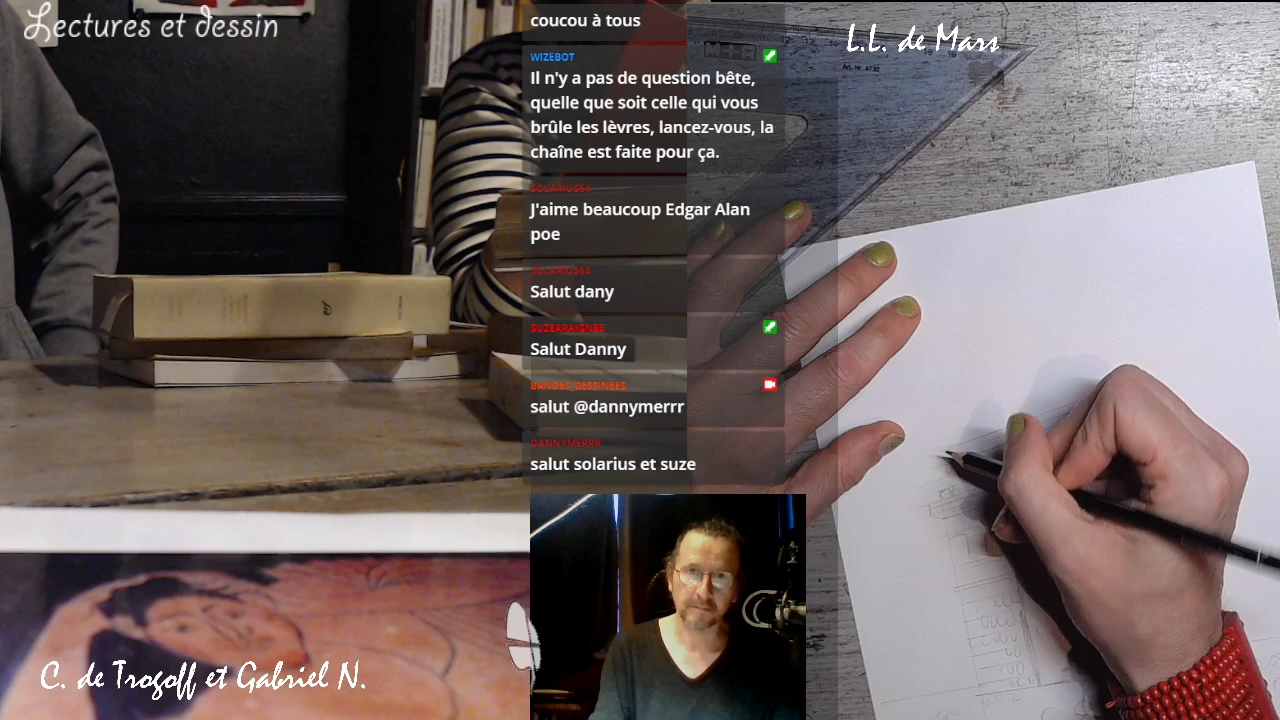 Lectures et dessin
coucou à tous
L.L. de Mars
WIZEBOT
Il n'y a pas de question bête,
quelle que soit celle qui vous
brûle les lèvres, lancez-vous, la
chaîne est faite pour ça.
SOLARIUS64
J'aime beaucoup Edgar Alan
poe
SOLARIUS64
Salut dany
SUZEARAIGNEE
Salut Danny
BANDES_DESSINEES
salut @dannymerrr
DANNYMERRR
salut solarius et suze
C. de Trogoff et Gabriel N.